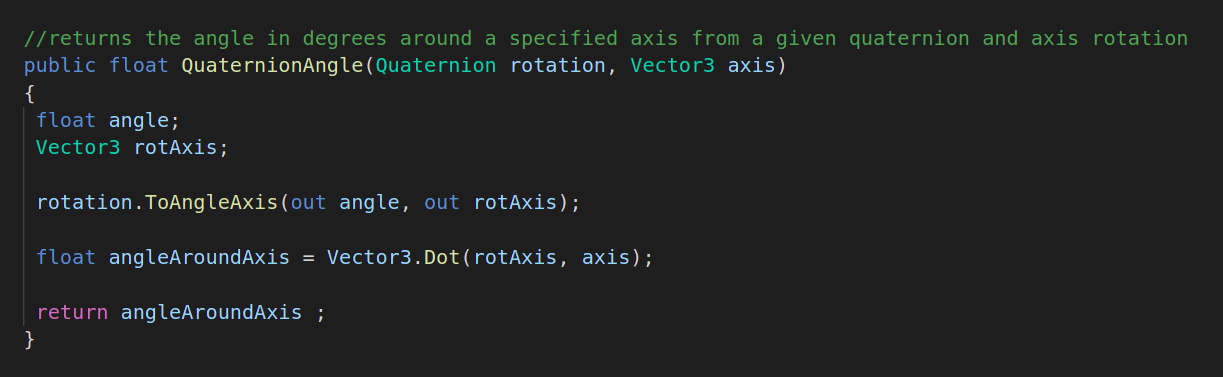 //returns the angle in degrees around a specified axis from a given quaternion and axis rotation
public float QuaternionAngle(Quaternion rotation, Vector3 axis)
{
 float angle;
 Vector3 rotAxis;

 rotation.ToAngleAxis(out angle, out rotAxis);

 float angleAroundAxis = Vector3.Dot(rotAxis, axis);

 return angleAroundAxis ;
}